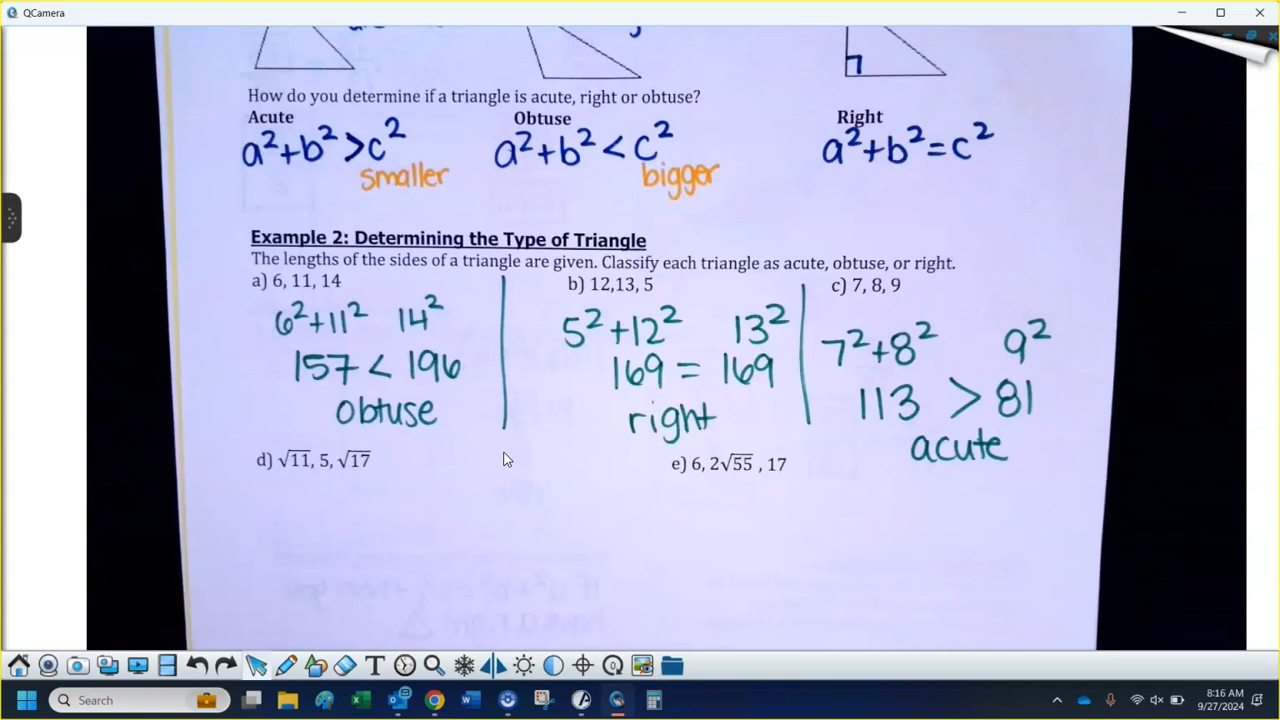 QCamera
How do you determine if a triangle is acute, right or obtuse?
Acute Obtuse Right
a²+b²>c² a²+b²<c² a²+b²=c²
smaller bigger
Example 2: Determining the Type of Triangle
The lengths of the sides of a triangle are given. Classify each triangle as acute, obtuse, or right.
a) 6, 11, 14 b) 12,13, 5 c) 7, 8, 9
6²+11² 14² 5²+12² 13² 7²+8² 9²
157 < 196 169 = 169 113 > 81
obtuse right acute
d) √11, 5, √17 e) 6, 2√55 , 17
Search
8:16 AM
9/27/2024